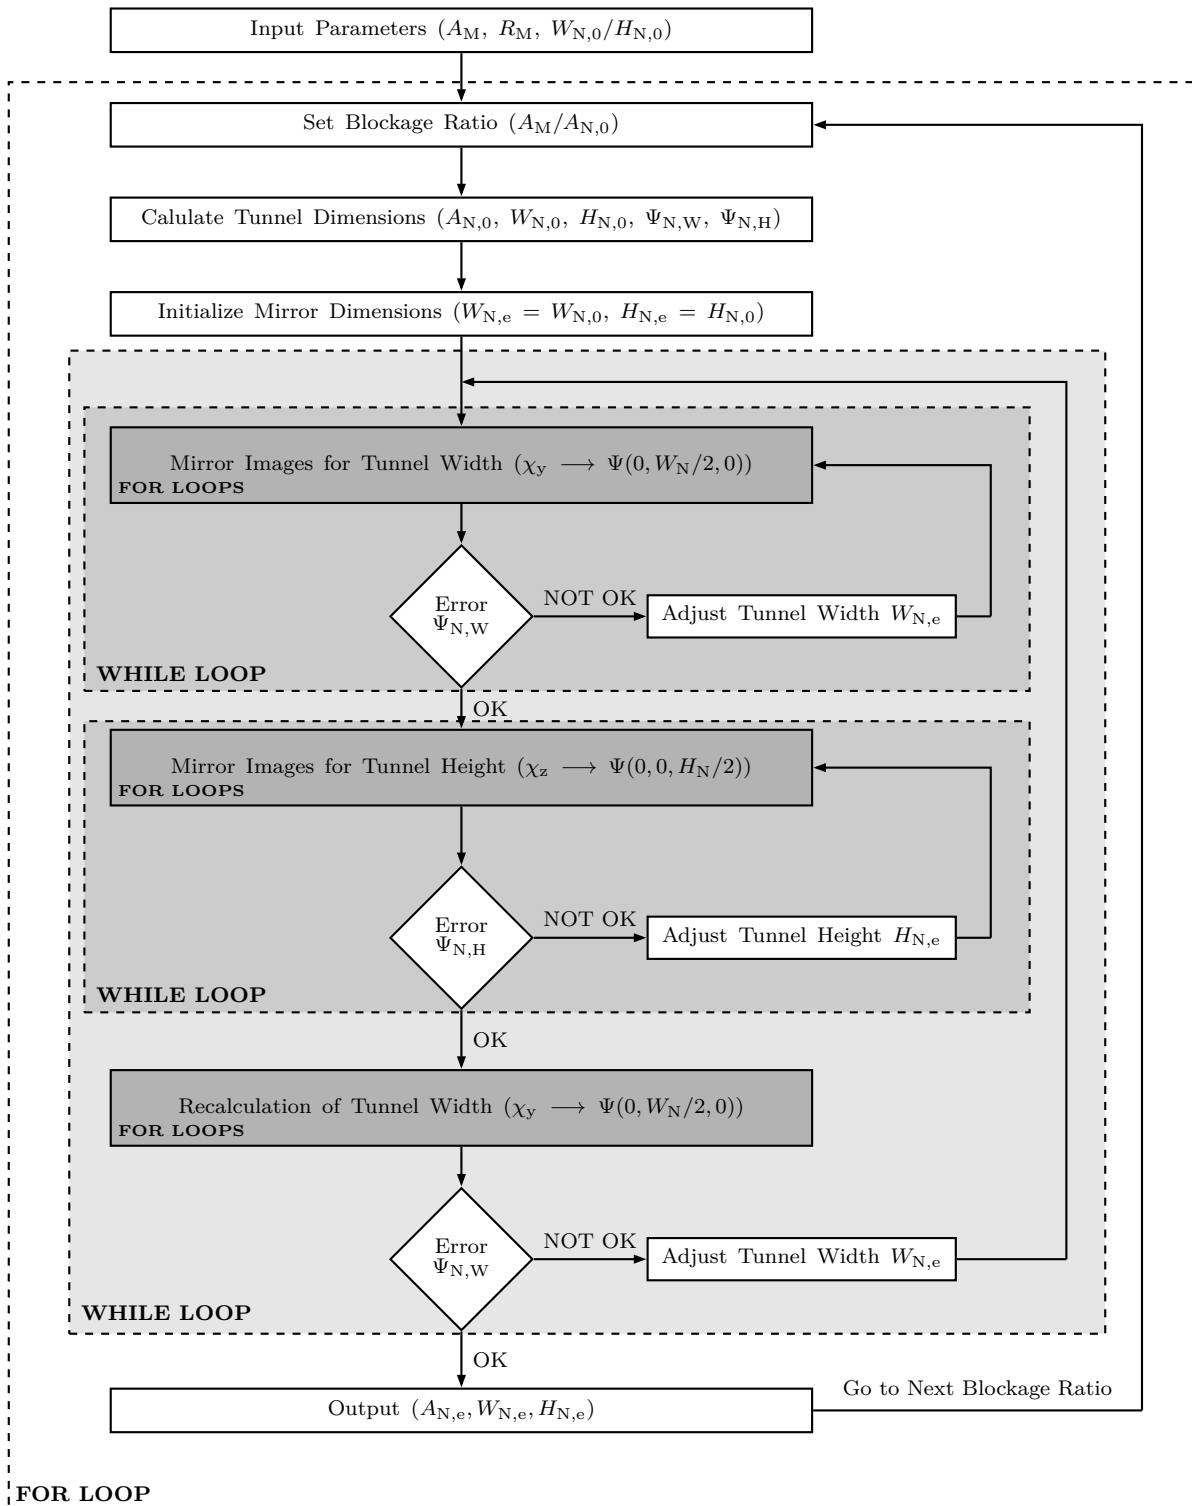 Input Parameters (A_M, R_M, W_N,0/H_N,0)
Set Blockage Ratio (A_M/A_N,0)
Calulate Tunnel Dimensions (A_N,0, W_N,0, H_N,0, Ψ_N,W, Ψ_N,H)
Initialize Mirror Dimensions (W_N,e = W_N,0, H_N,e = H_N,0)
Mirror Images for Tunnel Width (χ_y ⟶ Ψ(0, W_N/2, 0))
FOR LOOPS
Error
Ψ_N,W
NOT OK
Adjust Tunnel Width W_N,e
WHILE LOOP
OK
Mirror Images for Tunnel Height (χ_z ⟶ Ψ(0, 0, H_N/2))
FOR LOOPS
Error
Ψ_N,H
NOT OK
Adjust Tunnel Height H_N,e
WHILE LOOP
OK
Recalculation of Tunnel Width (χ_y ⟶ Ψ(0, W_N/2, 0))
FOR LOOPS
Error
Ψ_N,W
NOT OK
Adjust Tunnel Width W_N,e
WHILE LOOP
OK
Go to Next Blockage Ratio
Output (A_N,e, W_N,e, H_N,e)
FOR LOOP